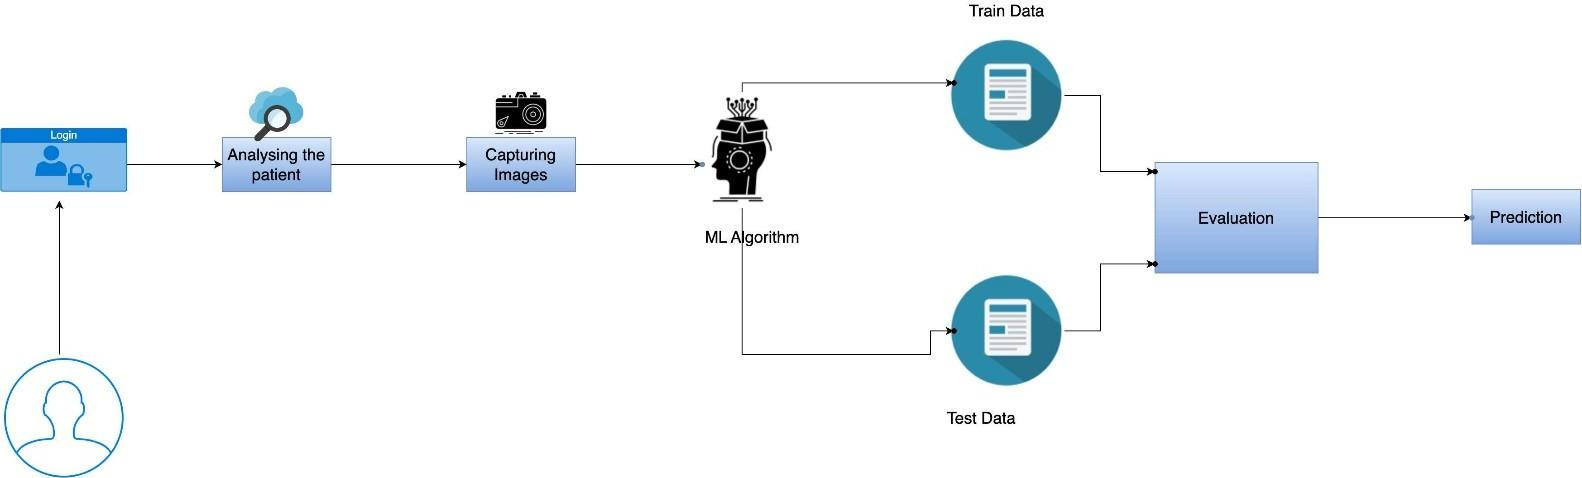 Train Data
Login
Analysing the
patient
Capturing
Images
ML Algorithm
Evaluation
Prediction
Test Data